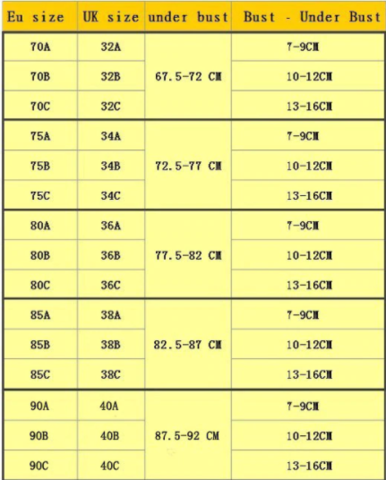 Eu size UK size under bust Bust - Under Bust
70A 32A 7-9CM
70B 32B 67.5-72 CM 10-12CM
70C 32C 13-16CM
75A 34A 7-9CM
75B 34B 72.5-77 CM 10-12CM
75C 34C 13-16CM
80A 36A 7-9CM
80B 36B 77.5-82 CM 10-12CM
80C 36C 13-16CM
85A 38A 7-9CM
85B 38B 82.5-87 CM 10-12CM
85C 38C 13-16CM
90A 40A 7-9CM
90B 40B 87.5-92 CM 10-12CM
90C 40C 13-16CM